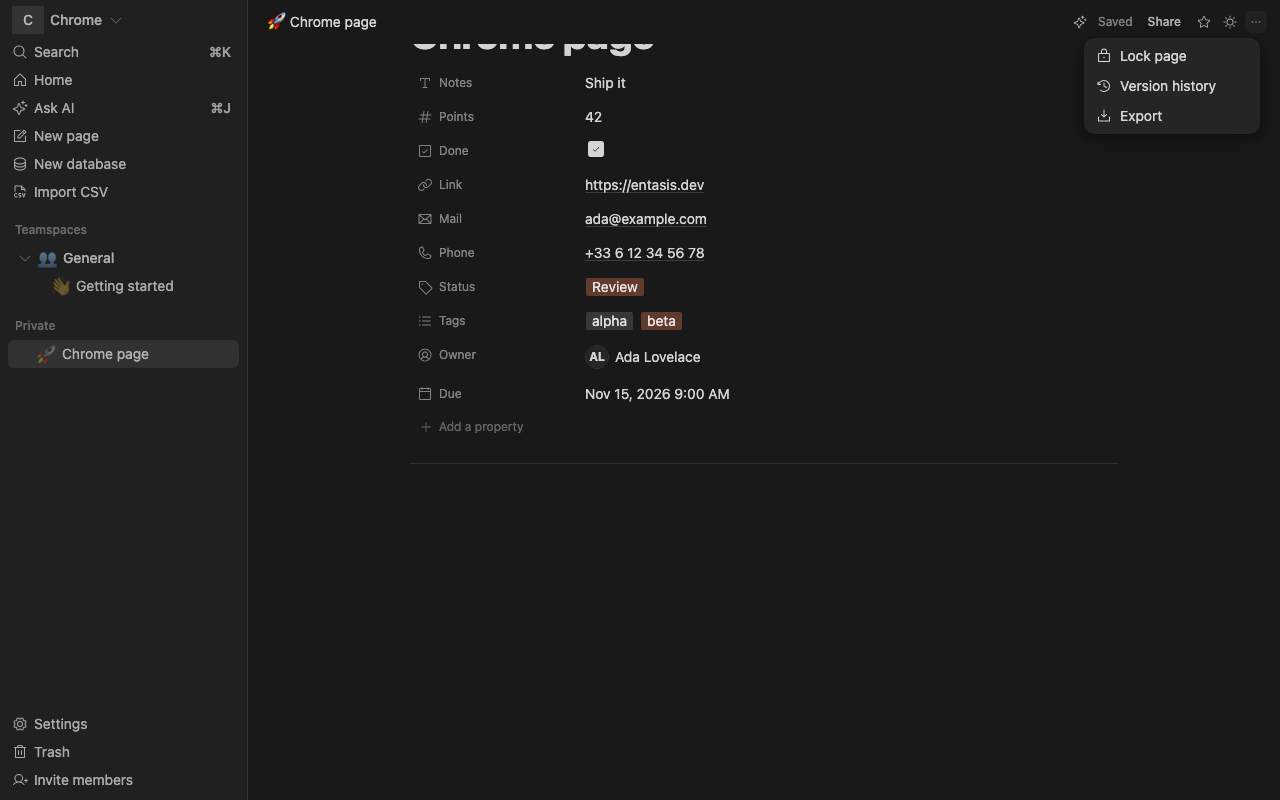 C Chrome
Search ⌘K
Home
Ask AI ⌘J
New page
New database
Import CSV
Teamspaces
General
Getting started
Private
Chrome page
Settings
Trash
Invite members
Chrome page
Saved Share
Lock page
Version history
Export
Chrome page
Notes Ship it
Points 42
Done
Link https://entasis.dev
Mail ada@example.com
Phone +33 6 12 34 56 78
Status Review
Tags alpha beta
Owner AL Ada Lovelace
Due Nov 15, 2026 9:00 AM
Add a property